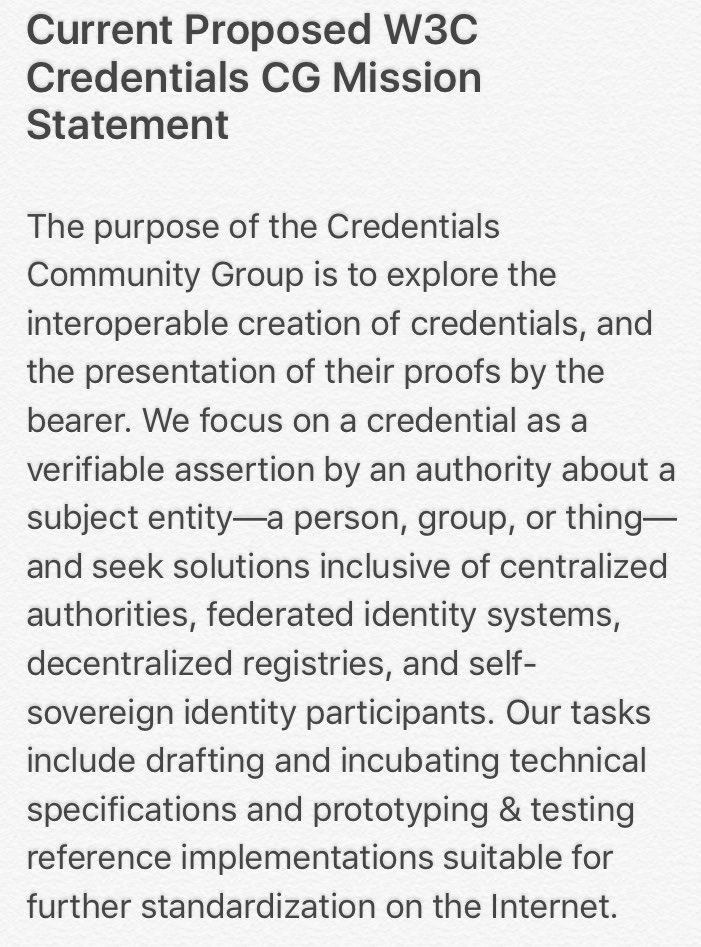 Current Proposed W3C
Credentials CG Mission
Statement
The purpose of the Credentials
Community Group is to explore the
interoperable creation of credentials, and
the presentation of their proofs by the
bearer. We focus on a credential as a
verifiable assertion by an authority about a
subject entity—a person, group, or thing—
and seek solutions inclusive of centralized
authorities, federated identity systems,
decentralized registries, and self-
sovereign identity participants. Our tasks
include drafting and incubating technical
specifications and prototyping & testing
reference implementations suitable for
further standardization on the Internet.